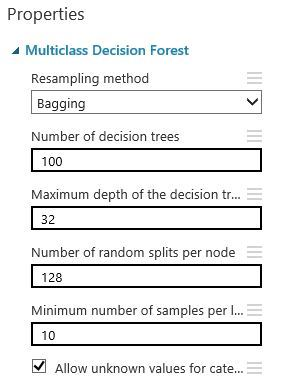 Properties
Multiclass Decision Forest
Resampling method
Bagging
Number of decision trees
100
Maximum depth of the decision tr...
32
Number of random splits per node
128
Minimum number of samples per l...
10
Allow unknown values for cate...